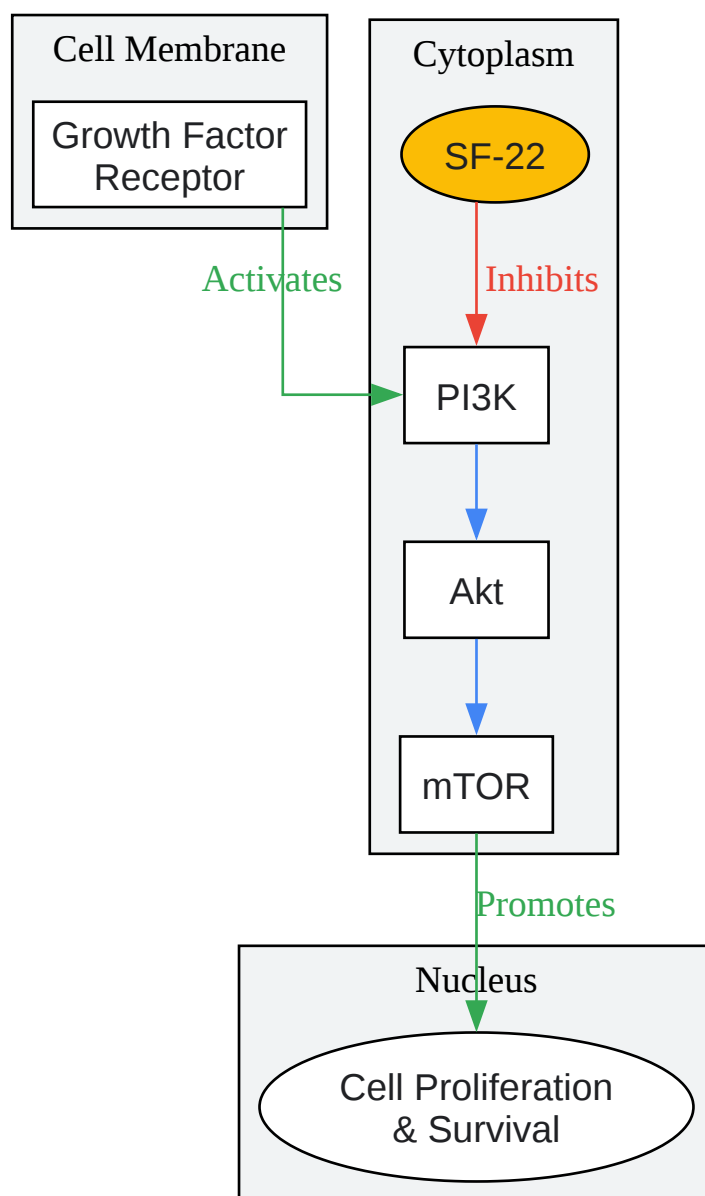 Cell Membrane
Growth Factor
Receptor
Activates
Cytoplasm
SF-22
Inhibits
PI3K
Akt
mTOR
Promotes
Nucleus
Cell Proliferation
& Survival